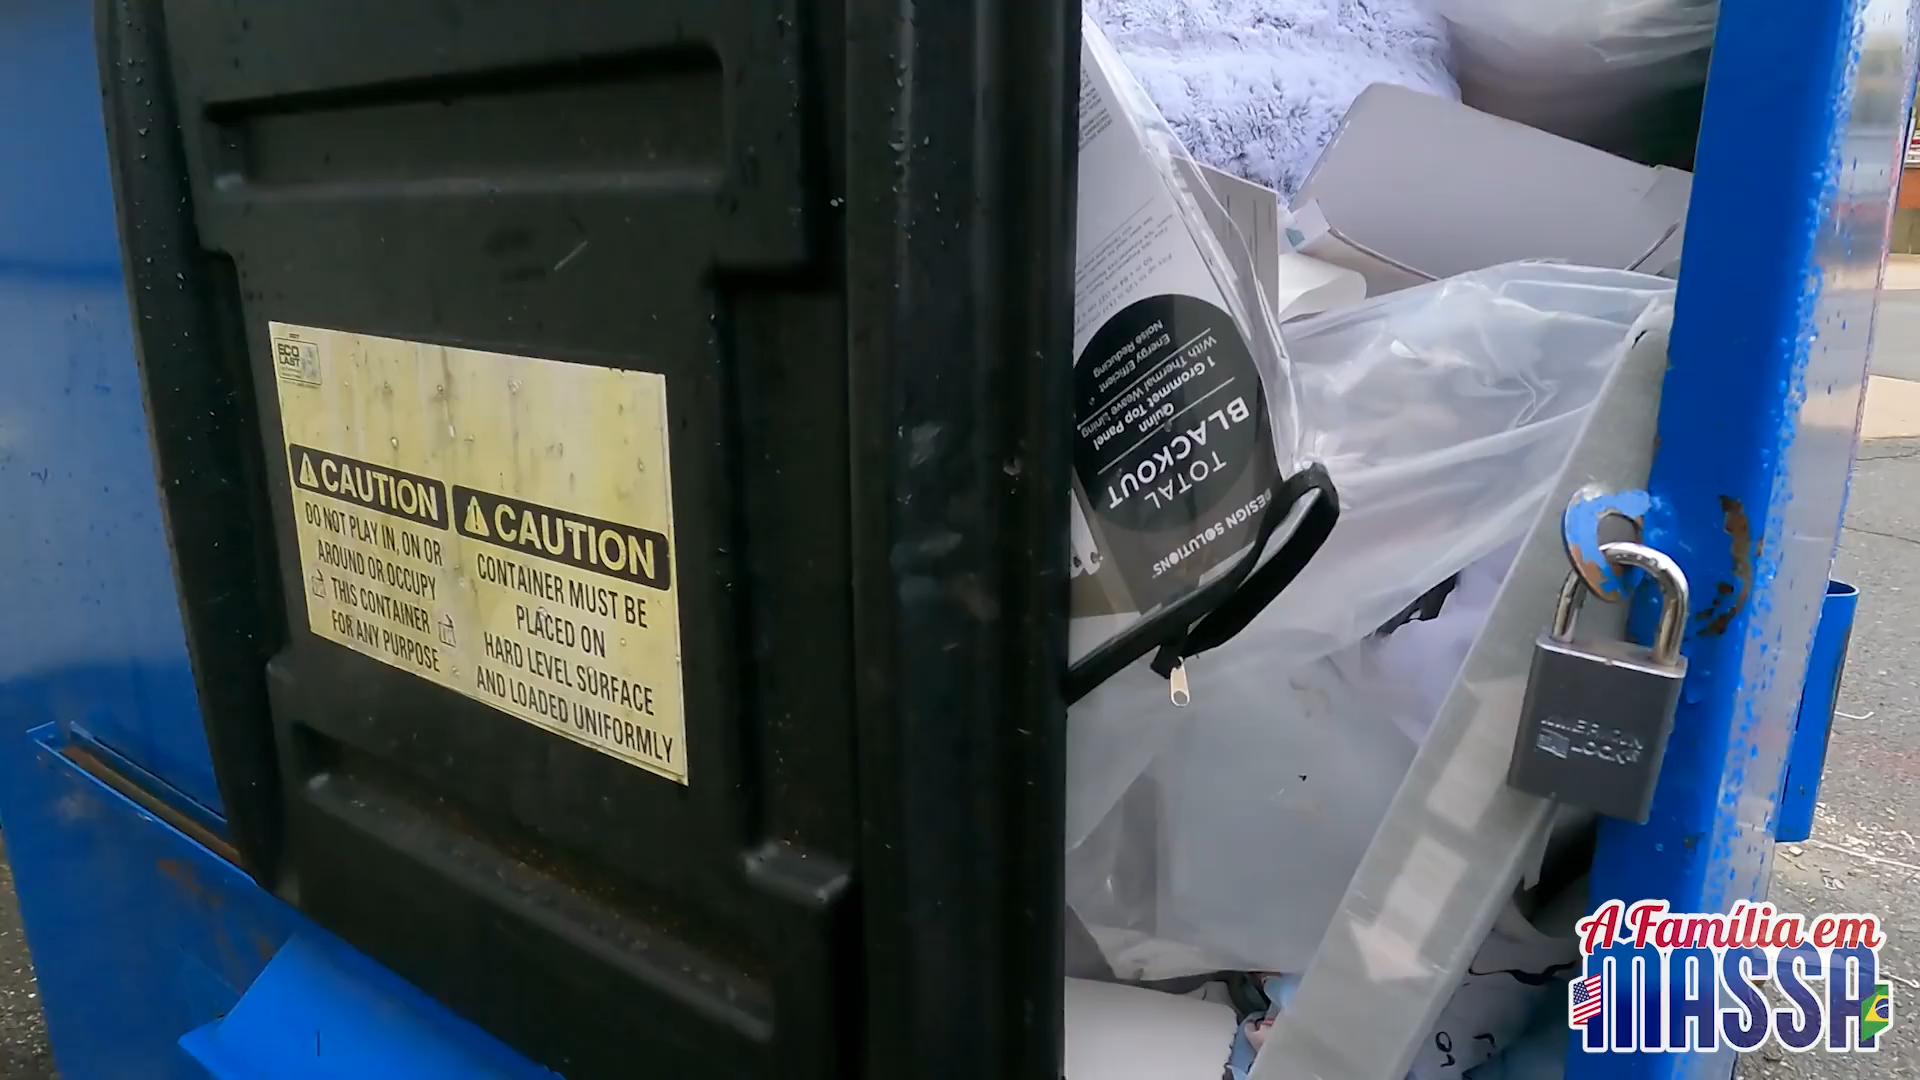 ECO
LAST
CAUTION
DO NOT PLAY IN, ON OR
AROUND OR OCCUPY
THIS CONTAINER
FOR ANY PURPOSE
CAUTION
CONTAINER MUST BE
PLACED ON
HARD LEVEL SURFACE
AND LOADED UNIFORMLY
DESIGN SOLUTIONS
TOTAL
BLACKOUT
Quinn
1 Grommet Top Panel
With Thermal Weave Lining
Energy Efficient
Noise Reducing
AMERICAN
LOCK
A Família em
MASSA